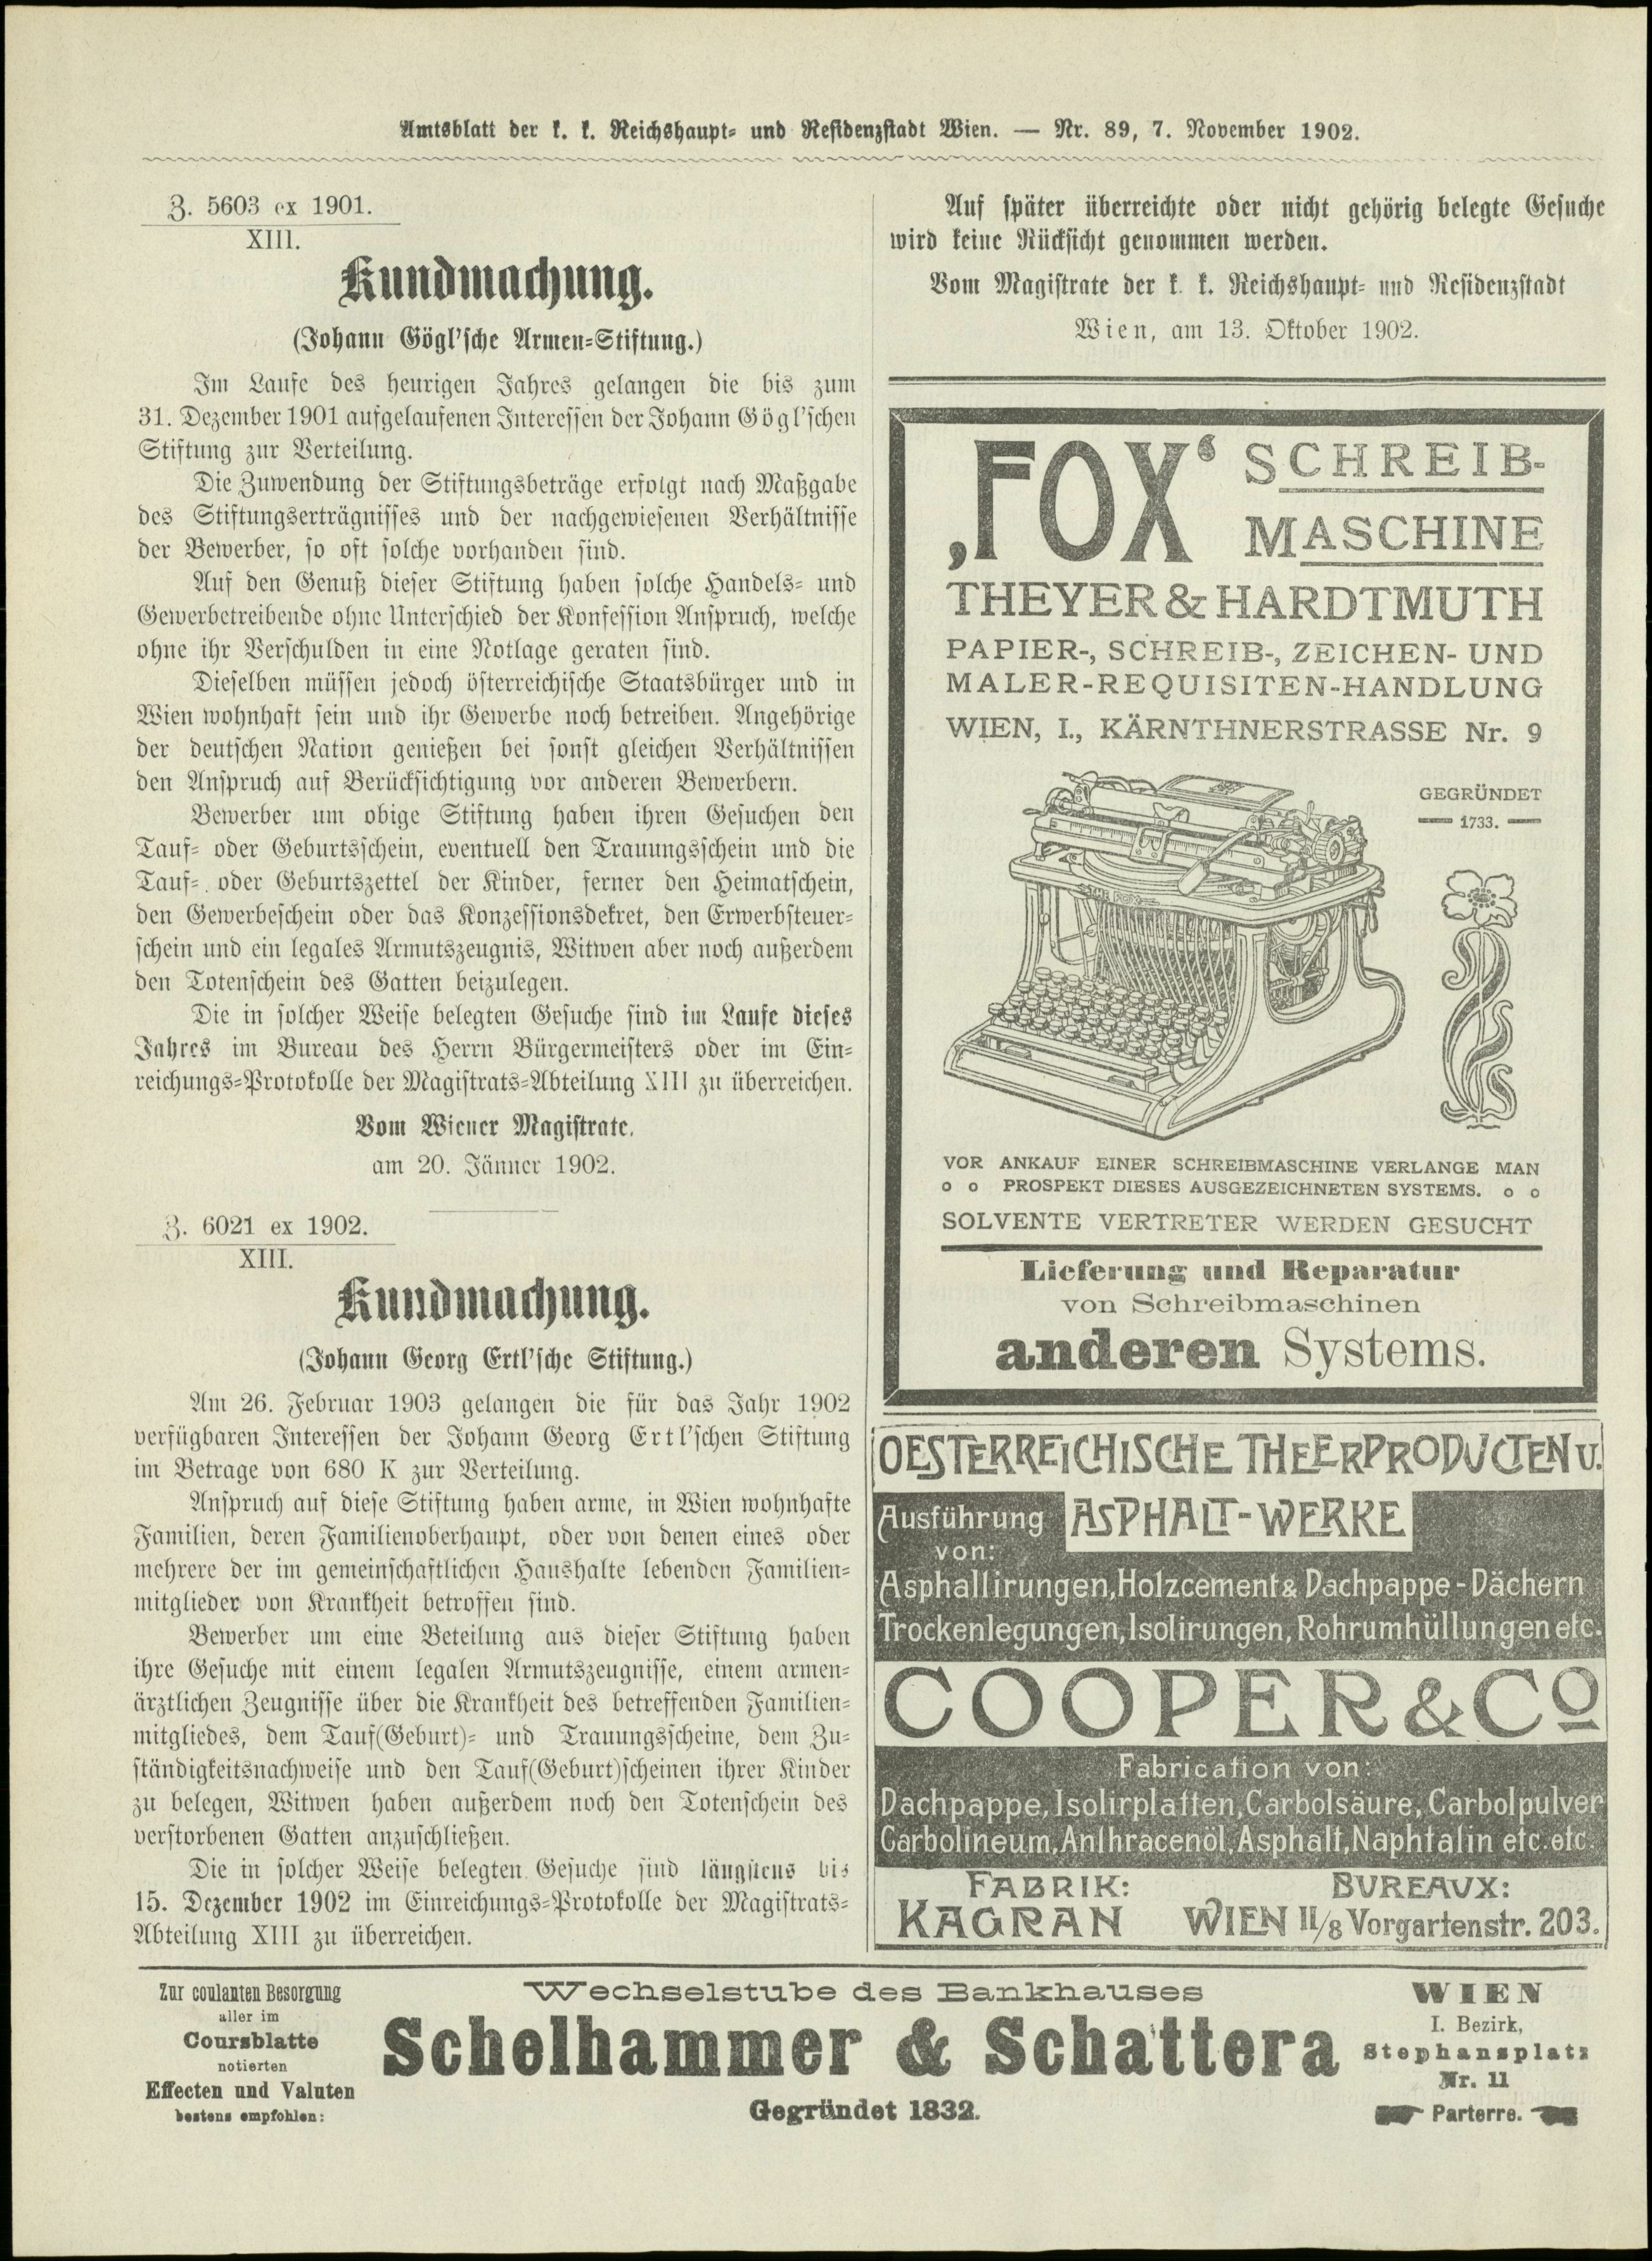 Amtsblatt der k. k. Reichshaupt- und Residenzstadt Wien. — Nr. 89, 7. November 1902.
Z. 5603 ex 1901.
XIII.
Kundmachung.
(Johann Gögl'sche Armen-Stiftung.)
Im Laufe des heurigen Jahres gelangen die bis zum
31. Dezember 1901 aufgelaufenen Interessen der Johann Gögl'schen
Stiftung zur Verteilung.
Die Zuwendung der Stiftungsbeträge erfolgt nach Maßgabe
des Stiftungserträgnisses und der nachgewiesenen Verhältnisse
der Bewerber, so oft solche vorhanden sind.
Auf den Genuß dieser Stiftung haben solche Handels- und
Gewerbetreibende ohne Unterschied der Konfession Anspruch, welche
ohne ihr Verschulden in eine Notlage geraten sind.
Dieselben müssen jedoch österreichische Staatsbürger und in
Wien wohnhaft sein und ihr Gewerbe noch betreiben. Angehörige
der deutschen Nation genießen bei sonst gleichen Verhältnissen
den Anspruch auf Berücksichtigung vor anderen Bewerbern.
Bewerber um obige Stiftung haben ihren Gesuchen den
Tauf- oder Geburtsschein, eventuell den Trauungsschein und die
Tauf- oder Geburtszettel der Kinder, ferner den Heimatschein,
den Gewerbeschein oder das Konzessionsdekret, den Erwerbsteuer-
schein und ein legales Armutszeugnis, Witwen aber noch außerdem
den Totenschein des Gatten beizulegen.
Die in solcher Weise belegten Gesuche sind im Laufe dieses
Jahres im Bureau des Herrn Bürgermeisters oder im Ein-
reichungs-Protokolle der Magistrats-Abteilung XIII zu überreichen.
Vom Wiener Magistrate,
am 20. Jänner 1902.
Z. 6021 ex 1902.
XIII.
Kundmachung.
(Johann Georg Ertl'sche Stiftung.)
Am 26. Februar 1903 gelangen die für das Jahr 1902
verfügbaren Interessen der Johann Georg Ertl'schen Stiftung
im Betrage von 680 K zur Verteilung.
Anspruch auf diese Stiftung haben arme, in Wien wohnhafte
Familien, deren Familienoberhaupt, oder von denen eines oder
mehrere der im gemeinschaftlichen Haushalte lebenden Familien-
mitglieder von Krankheit betroffen sind.
Bewerber um eine Beteilung aus dieser Stiftung haben
ihre Gesuche mit einem legalen Armutszeugnisse, einem armen-
ärztlichen Zeugnisse über die Krankheit des betreffenden Familien-
mitgliedes, dem Tauf(Geburt)- und Trauungsscheine, dem Zu-
ständigkeitsnachweise und den Tauf(Geburt)scheinen ihrer Kinder
zu belegen, Witwen haben außerdem noch den Totenschein des
verstorbenen Gatten anzuschließen.
Die in solcher Weise belegten Gesuche sind längstens bis
15. Dezember 1902 im Einreichungs-Protokolle der Magistrats-
Abteilung XIII zu überreichen.
Auf später überreichte oder nicht gehörig belegte Gesuche
wird keine Rücksicht genommen werden.
Vom Magistrate der k. k. Reichshaupt- und Residenzstadt
Wien, am 13. Oktober 1902.
‚FOX‘ SCHREIB-
MASCHINE
THEYER & HARDTMUTH
PAPIER-, SCHREIB-, ZEICHEN- UND
MALER-REQUISITEN-HANDLUNG
WIEN, I., KÄRNTHNERSTRASSE Nr. 9
GEGRÜNDET
1733.
VOR ANKAUF EINER SCHREIBMASCHINE VERLANGE MAN
o o PROSPEKT DIESES AUSGEZEICHNETEN SYSTEMS. o o
SOLVENTE VERTRETER WERDEN GESUCHT
Lieferung und Reparatur
von Schreibmaschinen
anderen Systems.
OESTERREICHISCHE THEERPRODUCTEN U.
ASPHALT-WERKE
Ausführung
von:
Asphaltirungen, Holzcement & Dachpappe-Dächern
Trockenlegungen, Isolirungen, Rohrumhüllungen etc.
COOPER & Co
Fabrication von:
Dachpappe, Isolirplatten, Carbolsäure, Carbolpulver
Carbolineum, Anthracenöl, Asphalt, Naphtalin etc. etc.
FABRIK:
KAGRAN
BUREAUX:
WIEN II/8 Vorgartenstr. 203.
Zur coulanten Besorgung
aller im
Coursblatte
notierten
Effecten und Valuten
bestens empfohlen:
Wechselstube des Bankhauses
Schelhammer & Schattera
Gegründet 1832.
WIEN
I. Bezirk,
Stephansplatz
Nr. 11
Parterre.